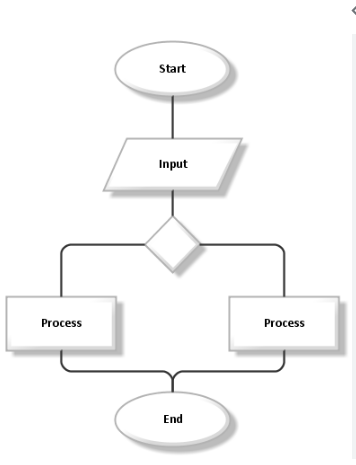 Start
Input
Process
Process
End